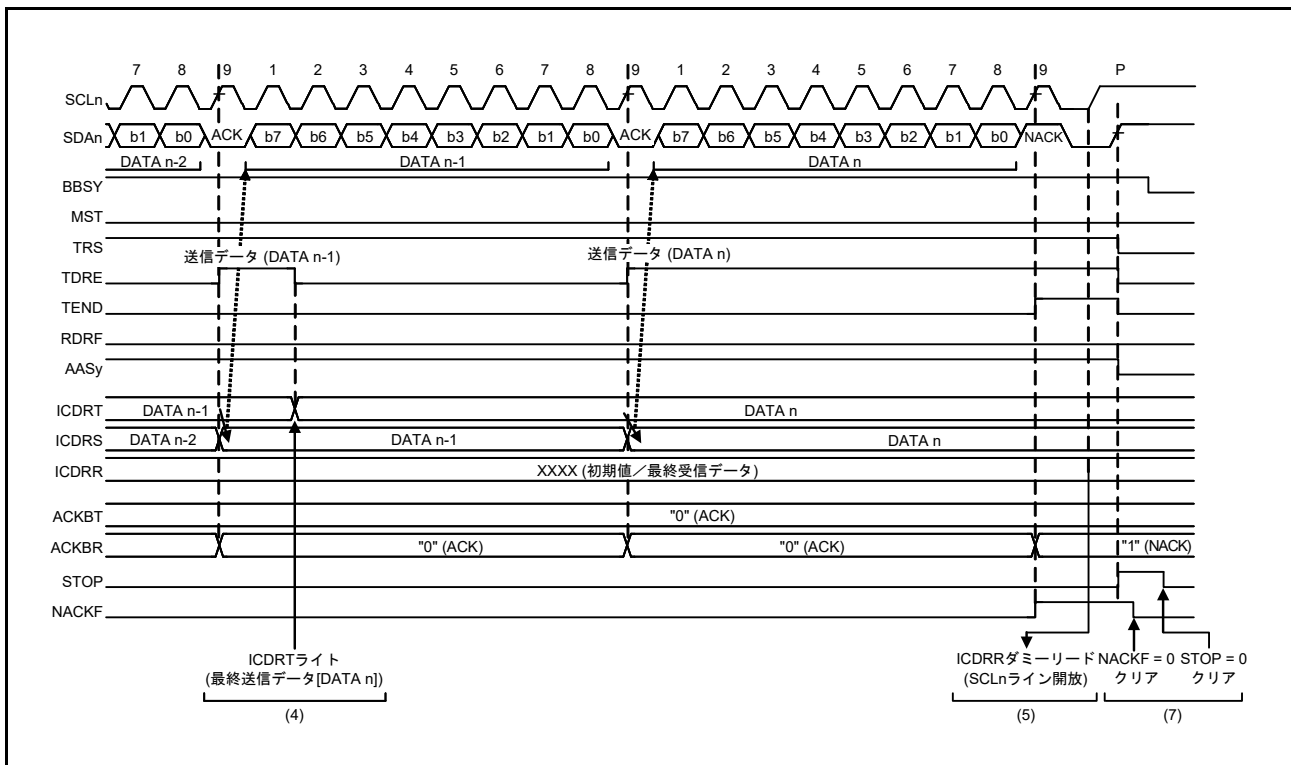 7 8 9 1 2 3 4 5 6 7 8 9 1 2 3 4 5 6 7 8 9 P
SCLn
SDAn b1 b0 ACK b7 b6 b5 b4 b3 b2 b1 b0 ACK b7 b6 b5 b4 b3 b2 b1 b0 NACK
DATA n-2 DATA n-1 DATA n
BBSY
MST
TRS
送信データ (DATA n-1) 送信データ (DATA n)
TDRE
TEND
RDRF
AASy
ICDRT DATA n-1 DATA n
ICDRS DATA n-2 DATA n-1 DATA n
ICDRR XXXX (初期値／最終受信データ)
ACKBT "0" (ACK)
ACKBR "0" (ACK) "0" (ACK) "1" (NACK)
STOP
NACKF
ICDRTライト
(最終送信データ[DATA n])
(4)
ICDRRダミーリード
(SCLnライン開放)
(5)
NACKF = 0
クリア
STOP = 0
クリア
(7)